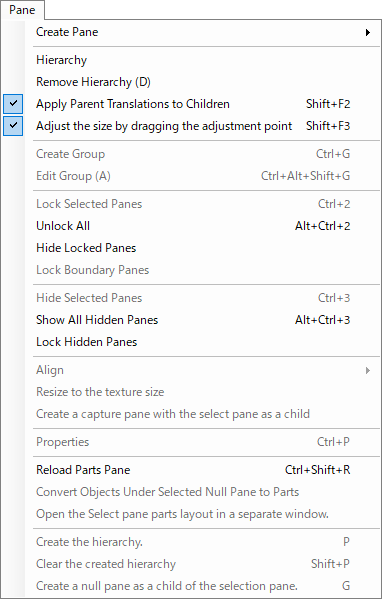 Pane
Create Pane
Hierarchy
Remove Hierarchy (D)
Apply Parent Translations to Children Shift+F2
Adjust the size by dragging the adjustment point Shift+F3
Create Group Ctrl+G
Edit Group (A) Ctrl+Alt+Shift+G
Lock Selected Panes Ctrl+2
Unlock All Alt+Ctrl+2
Hide Locked Panes
Lock Boundary Panes
Hide Selected Panes Ctrl+3
Show All Hidden Panes Alt+Ctrl+3
Lock Hidden Panes
Align
Resize to the texture size
Create a capture pane with the select pane as a child
Properties Ctrl+P
Reload Parts Pane Ctrl+Shift+R
Convert Objects Under Selected Null Pane to Parts
Open the Select pane parts layout in a separate window.
Create the hierarchy. P
Clear the created hierarchy Shift+P
Create a null pane as a child of the selection pane. G